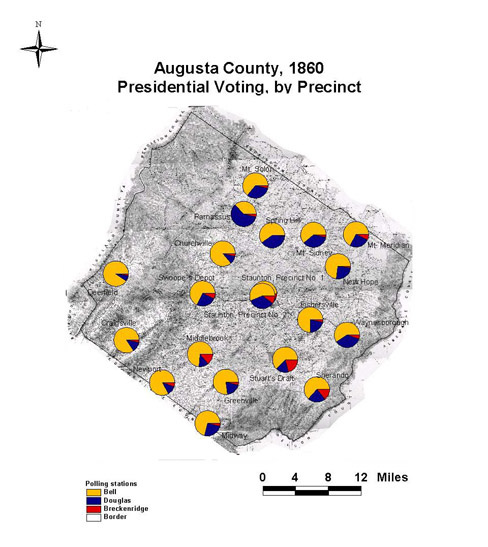 N
Augusta County, 1860
Presidential Voting, by Precinct
Mt. Solon
Parnassus
Spring Hill
Mt. Sidney
Mt. Meridian
Churchville
New Hope
Deerfield
Swoope's Depot
Staunton, Precinct No. 1
Staunton, Precinct No. 2
Fishersville
Waynesborough
Craigsville
Middlebrook
Newport
Stuart's Draft
Sherando
Greenville
Midway
0 4 8 12 Miles
Polling stations
Bell
Douglas
Breckenridge
Border